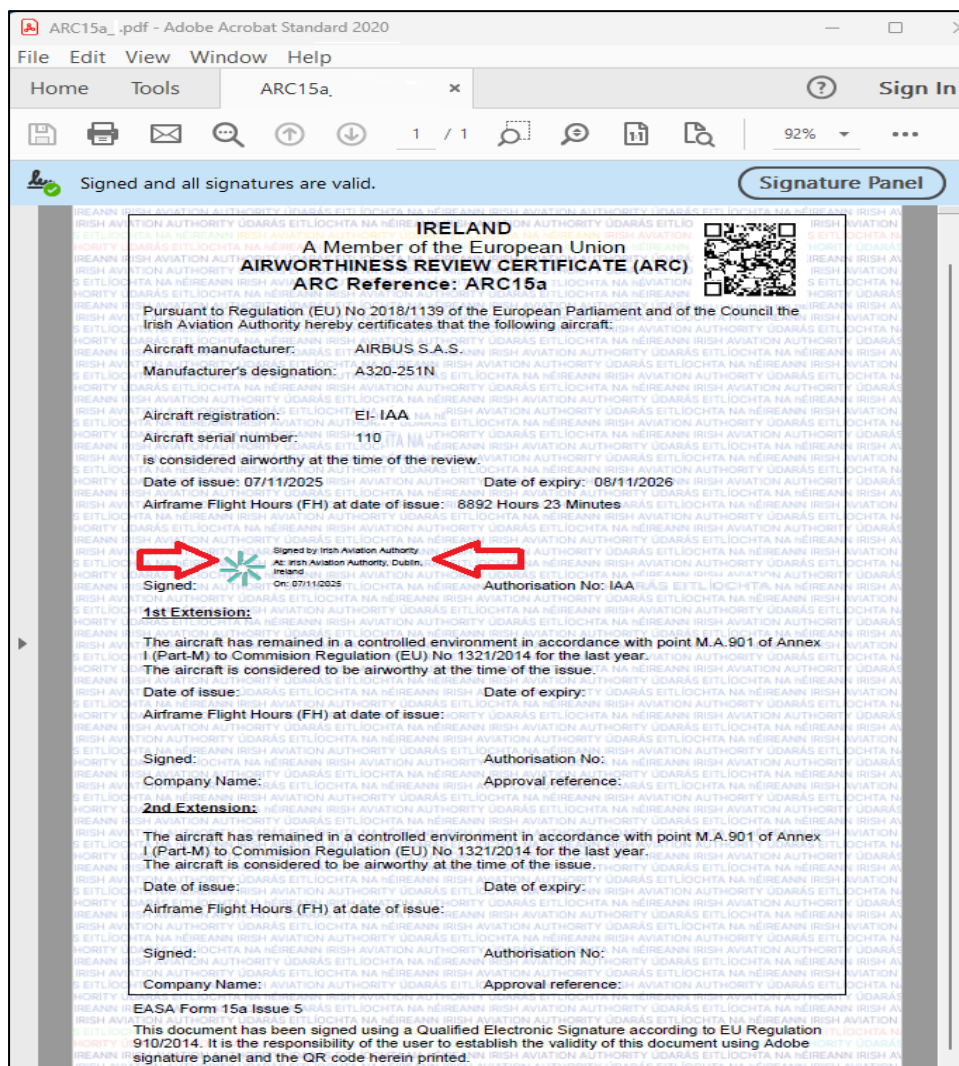 ARC15a_ .pdf - Adobe Acrobat Standard 2020
File Edit View Window Help
Home Tools ARC15a_ × ? Sign In
1 / 1 92%
Signed and all signatures are valid. Signature Panel
IRELAND
A Member of the European Union
AIRWORTHINESS REVIEW CERTIFICATE (ARC)
ARC Reference: ARC15a
Pursuant to Regulation (EU) No 2018/1139 of the European Parliament and of the Council the
Irish Aviation Authority hereby certificates that the following aircraft:
Aircraft manufacturer: AIRBUS S.A.S.
Manufacturer's designation: A320-251N
Aircraft registration: EI- IAA
Aircraft serial number: 110
is considered airworthy at the time of the review.
Date of issue: 07/11/2025 Date of expiry: 08/11/2026
Airframe Flight Hours (FH) at date of issue: 8892 Hours 23 Minutes
Signed by Irish Aviation Authority
At: Irish Aviation Authority, Dublin,
Ireland
On: 07/11/2025
Signed: Authorisation No: IAA
1st Extension:
The aircraft has remained in a controlled environment in accordance with point M.A.901 of Annex
I (Part-M) to Commision Regulation (EU) No 1321/2014 for the last year.
The aircraft is considered to be airworthy at the time of the issue.
Date of issue: Date of expiry:
Airframe Flight Hours (FH) at date of issue:
Signed: Authorisation No:
Company Name: Approval reference:
2nd Extension:
The aircraft has remained in a controlled environment in accordance with point M.A.901 of Annex
I (Part-M) to Commision Regulation (EU) No 1321/2014 for the last year.
The aircraft is considered to be airworthy at the time of the issue.
Date of issue: Date of expiry:
Airframe Flight Hours (FH) at date of issue:
Signed: Authorisation No:
Company Name: Approval reference:
EASA Form 15a Issue 5
This document has been signed using a Qualified Electronic Signature according to EU Regulation
910/2014. It is the responsibility of the user to establish the validity of this document using Adobe
signature panel and the QR code herein printed.